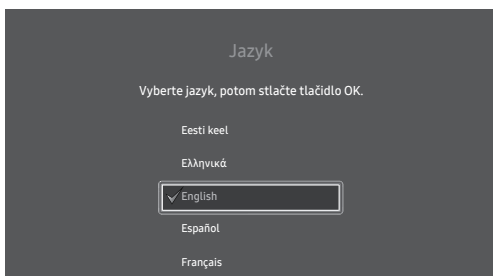 Jazyk
Vyberte jazyk, potom stlačte tlačidlo OK.
Eesti keel
Ελληνικά
English
Español
Français